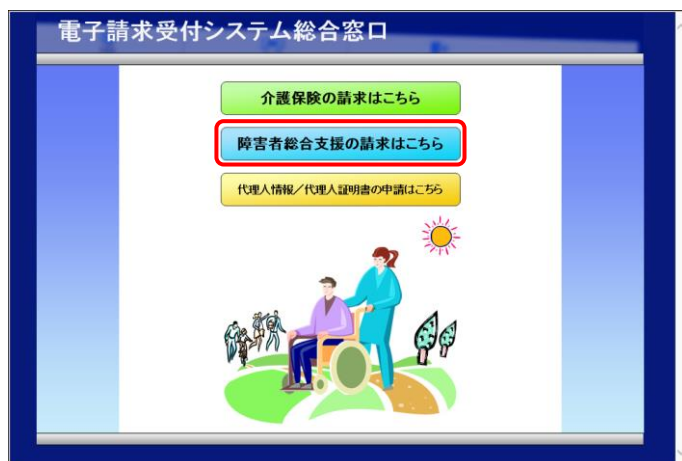 電子請求受付システム総合窓口
介護保険の請求はこちら
障害者総合支援の請求はこちら
代理人情報／代理人証明書の申請はこちら